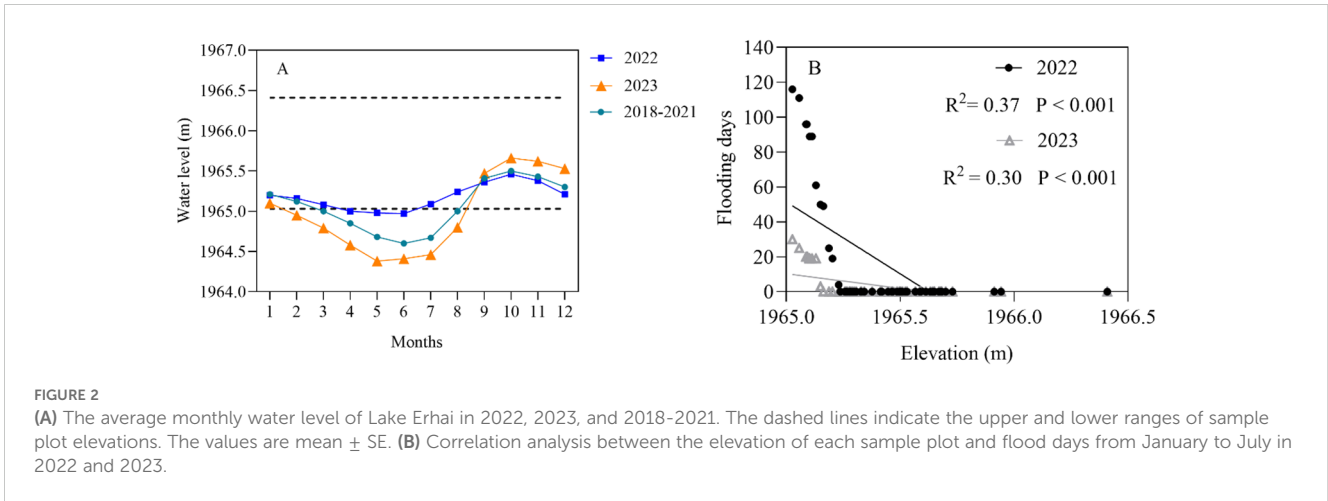 A
1967.0
1966.5
1966.0
1965.5
1965.0
1964.5
1964.0
Water level (m)
1 2 3 4 5 6 7 8 9 10 11 12
Months
2022
2023
2018-2021
B
140
120
100
80
60
40
20
0
Flooding days
2022
R²= 0.37 P < 0.001
2023
R² = 0.30 P < 0.001
1965.0 1965.5 1966.0 1966.5
Elevation (m)
FIGURE 2
(A) The average monthly water level of Lake Erhai in 2022, 2023, and 2018-2021. The dashed lines indicate the upper and lower ranges of sample
plot elevations. The values are mean ± SE. (B) Correlation analysis between the elevation of each sample plot and flood days from January to July in
2022 and 2023.